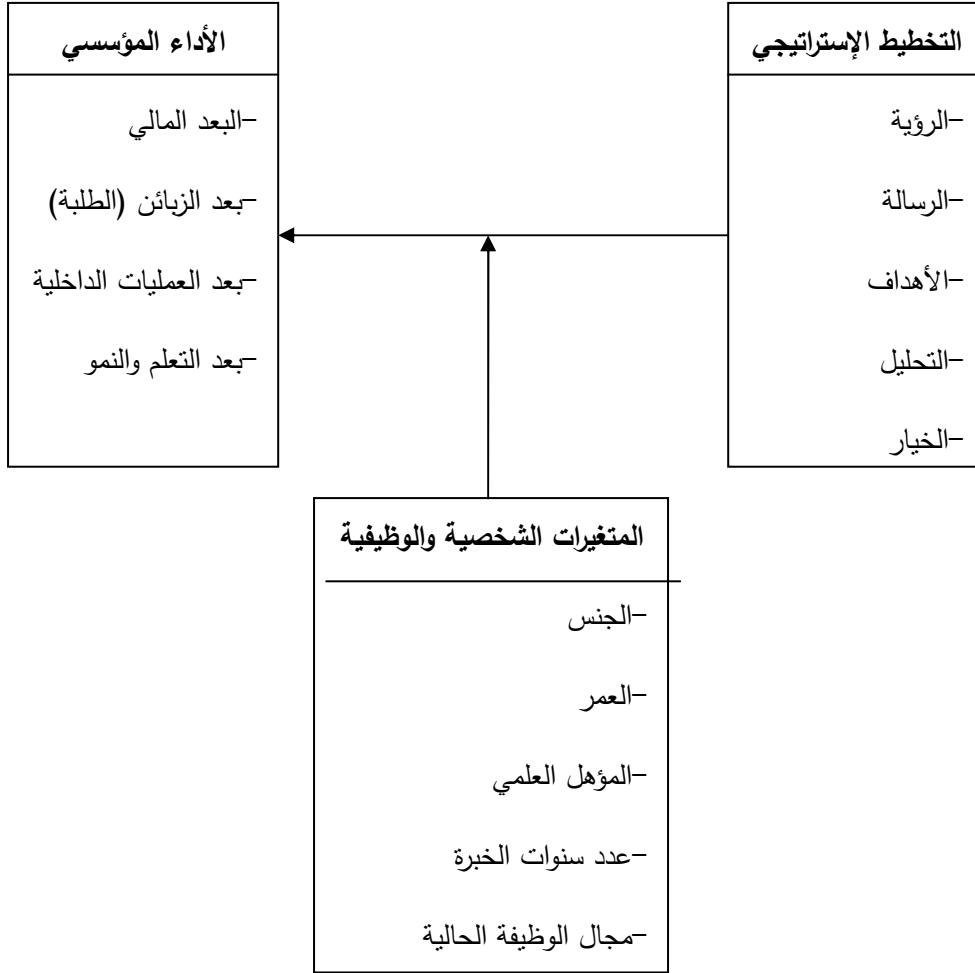 التخطيط الإستراتيجي
-الرؤية
-الرسالة
-الأهداف
-التحليل
-الخيار
الأداء المؤسسي
-البعد المالي
-بعد الزبائن (الطلبة)
-بعد العمليات الداخلية
-بعد التعلم والنمو
المتغيرات الشخصية والوظيفية
-الجنس
-العمر
-المؤهل العلمي
-عدد سنوات الخبرة
-مجال الوظيفة الحالية